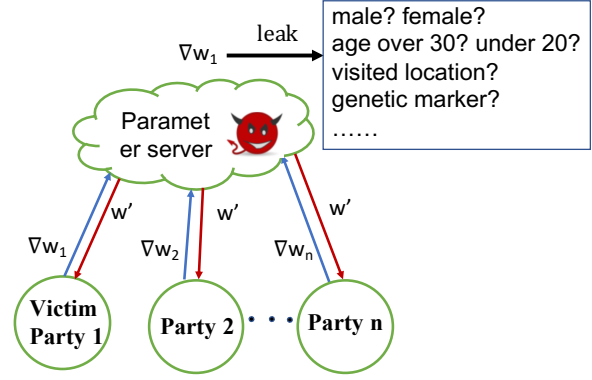 male? female?
age over 30? under 20?
visited location?
genetic marker?
......
leak
∇w₁
Paramet
er server
∇w₁
w'
∇w₂
w'
∇wₙ
w'
Victim
Party 1
Party 2
. . .
Party n